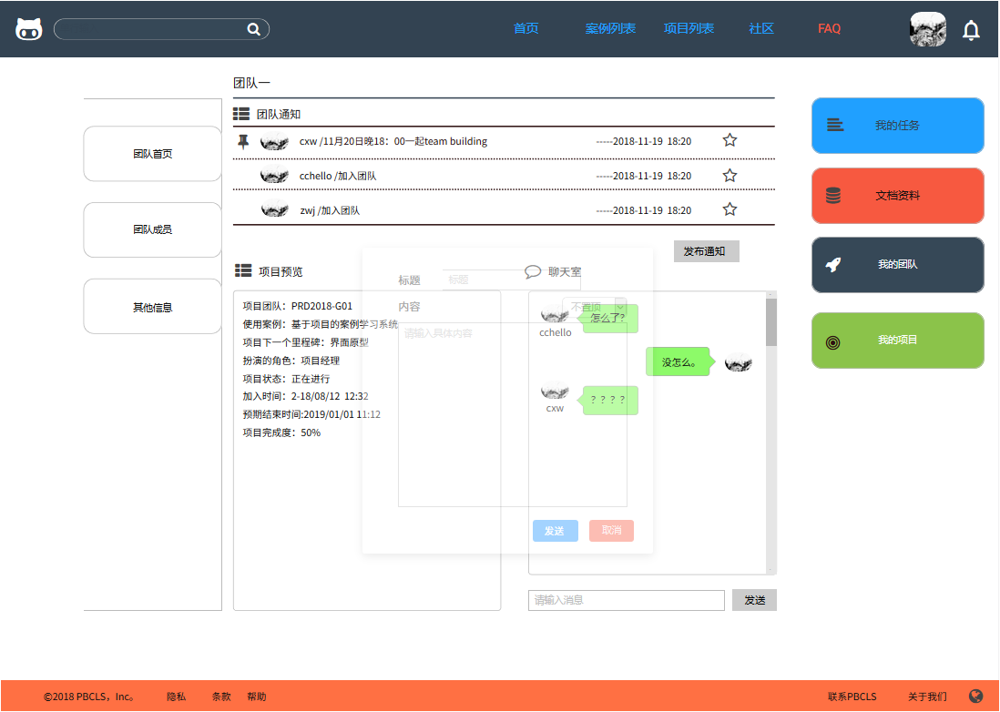 首页 案例列表 项目列表 社区 FAQ
团队一
团队通知
cxw /11月20日晚18：00一起team building -----2018-11-19 18:20
cchello /加入团队 -----2018-11-19 18:20
zwj /加入团队 -----2018-11-19 18:20
发布通知
团队首页
团队成员
其他信息
我的任务
文档资料
我的团队
我的项目
项目预览
项目团队：PRD2018-G01
使用案例：基于项目的案例学习系统
项目下一个里程碑：界面原型
扮演的角色：项目经理
项目状态：正在进行
加入时间：2-18/08/12 12:32
预期结束时间:2019/01/01 11:12
项目完成度：50%
标题 标题
内容 不置顶
请输入具体内容
发送 取消
聊天室
怎么了?
cchello
没怎么。
？？？？
cxw
请输入消息 发送
©2018 PBCLS，Inc。 隐私 条款 帮助 联系PBCLS 关于我们